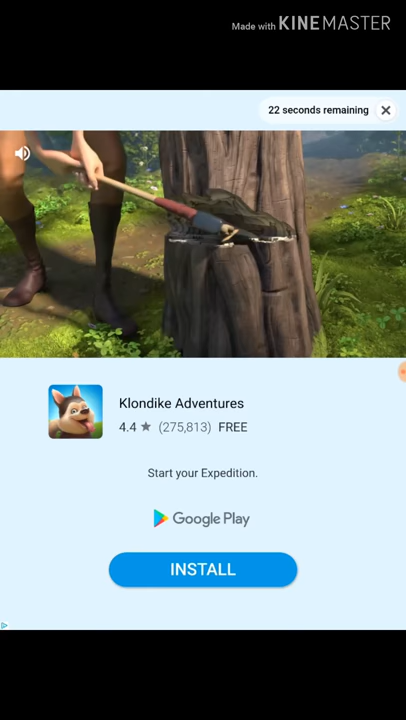 Made with KINEMASTER
22 seconds remaining
Klondike Adventures
4.4 ★ (275,813) FREE
Start your Expedition.
Google Play
INSTALL